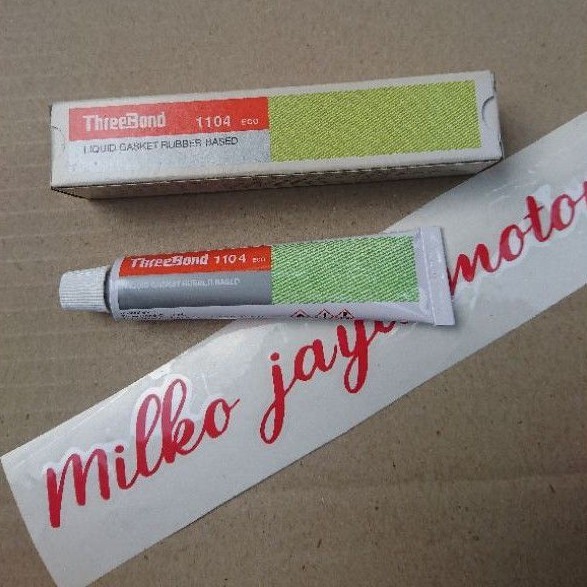 ThreeBond 1104 ECO
LIQUID GASKET RUBBER BASED
ThreeBond 1104 ECO
LIQUID GASKET RUBBER BASED
Milko jaya motor